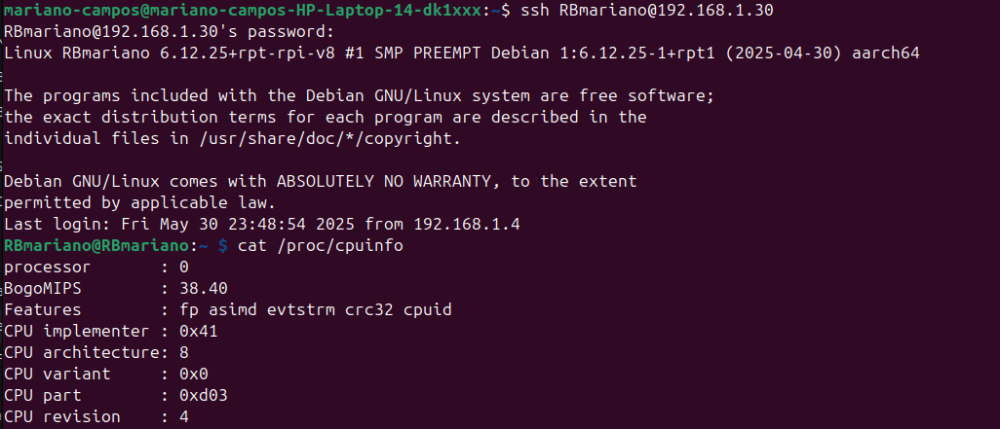 mariano-campos@mariano-campos-HP-Laptop-14-dk1xxx:~$ ssh RBmariano@192.168.1.30
RBmariano@192.168.1.30's password:
Linux RBmariano 6.12.25+rpt-rpi-v8 #1 SMP PREEMPT Debian 1:6.12.25-1+rpt1 (2025-04-30) aarch64

The programs included with the Debian GNU/Linux system are free software;
the exact distribution terms for each program are described in the
individual files in /usr/share/doc/*/copyright.

Debian GNU/Linux comes with ABSOLUTELY NO WARRANTY, to the extent
permitted by applicable law.
Last login: Fri May 30 23:48:54 2025 from 192.168.1.4
RBmariano@RBmariano:~ $ cat /proc/cpuinfo
processor       : 0
BogoMIPS        : 38.40
Features        : fp asimd evtstrm crc32 cpuid
CPU implementer : 0x41
CPU architecture: 8
CPU variant     : 0x0
CPU part        : 0xd03
CPU revision    : 4